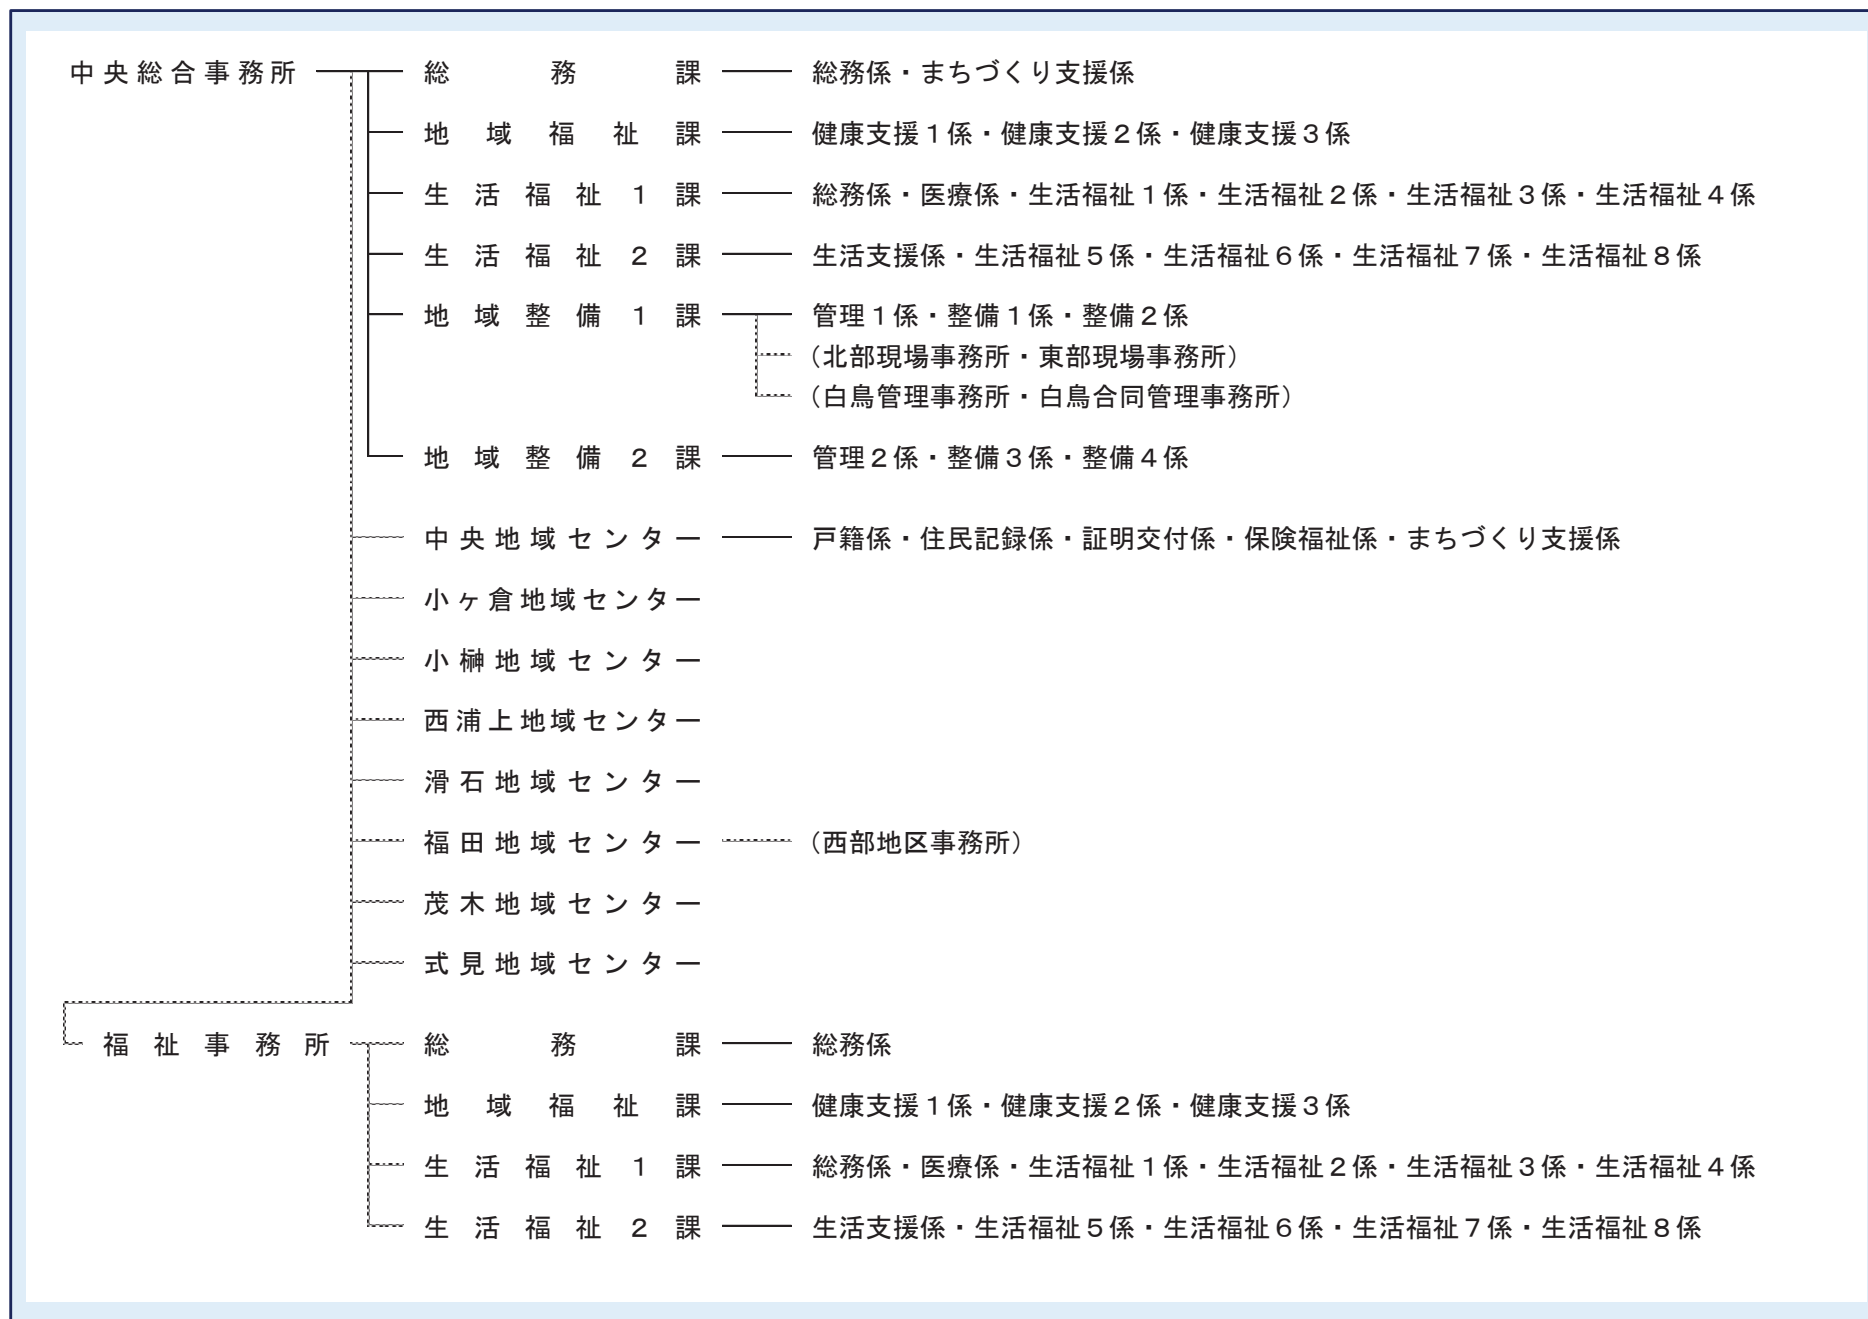 中央総合事務所 総務課 総務係・まちづくり支援係
地域福祉課 健康支援1係・健康支援2係・健康支援3係
生活福祉1課 総務係・医療係・生活福祉1係・生活福祉2係・生活福祉3係・生活福祉4係
生活福祉2課 生活支援係・生活福祉5係・生活福祉6係・生活福祉7係・生活福祉8係
地域整備1課 管理1係・整備1係・整備2係
（北部現場事務所・東部現場事務所）
（白鳥管理事務所・白鳥合同管理事務所）
地域整備2課 管理2係・整備3係・整備4係
中央地域センター 戸籍係・住民記録係・証明交付係・保険福祉係・まちづくり支援係
小ヶ倉地域センター
小榊地域センター
西浦上地域センター
滑石地域センター
福田地域センター （西部地区事務所）
茂木地域センター
式見地域センター
福祉事務所 総務課 総務係
地域福祉課 健康支援1係・健康支援2係・健康支援3係
生活福祉1課 総務係・医療係・生活福祉1係・生活福祉2係・生活福祉3係・生活福祉4係
生活福祉2課 生活支援係・生活福祉5係・生活福祉6係・生活福祉7係・生活福祉8係